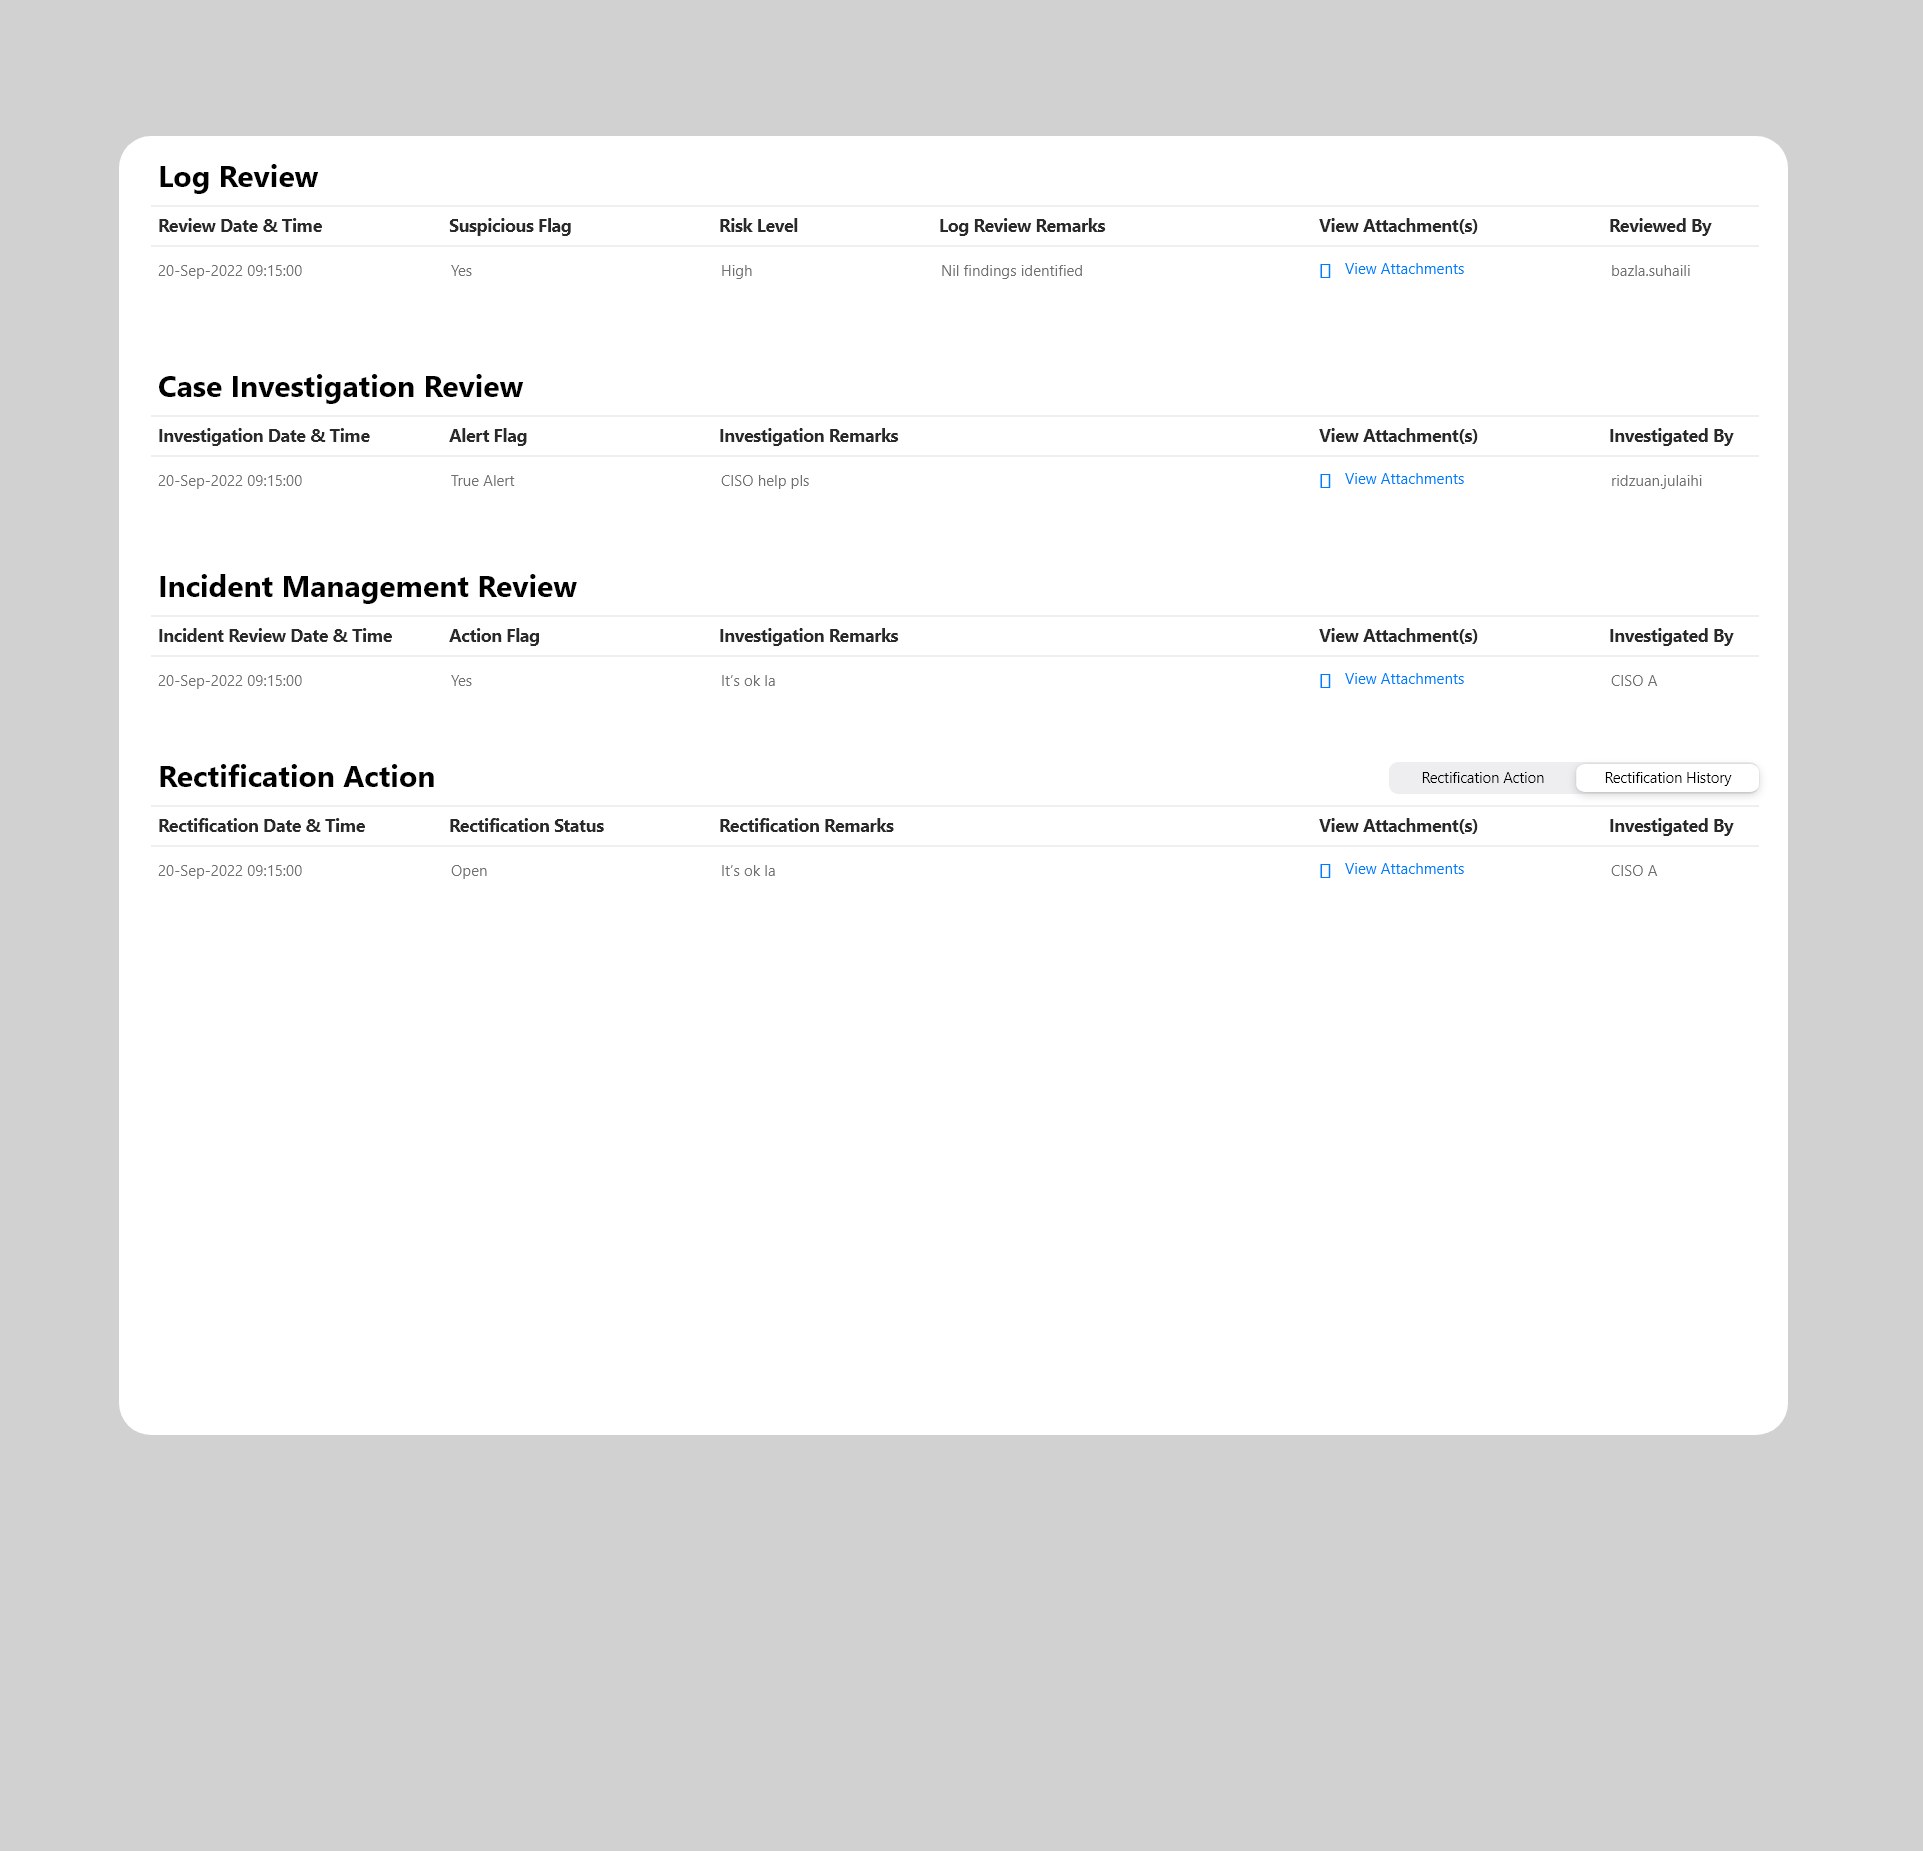 Log Review
Review Date & Time Suspicious Flag Risk Level Log Review Remarks View Attachment(s) Reviewed By
20-Sep-2022 09:15:00 Yes High Nil findings identified View Attachments bazla.suhaili
Case Investigation Review
Investigation Date & Time Alert Flag Investigation Remarks View Attachment(s) Investigated By
20-Sep-2022 09:15:00 True Alert CISO help pls View Attachments ridzuan.julaihi
Incident Management Review
Incident Review Date & Time Action Flag Investigation Remarks View Attachment(s) Investigated By
20-Sep-2022 09:15:00 Yes It's ok la View Attachments CISO A
Rectification Action Rectification Action Rectification History
Rectification Date & Time Rectification Status Rectification Remarks View Attachment(s) Investigated By
20-Sep-2022 09:15:00 Open It's ok la View Attachments CISO A